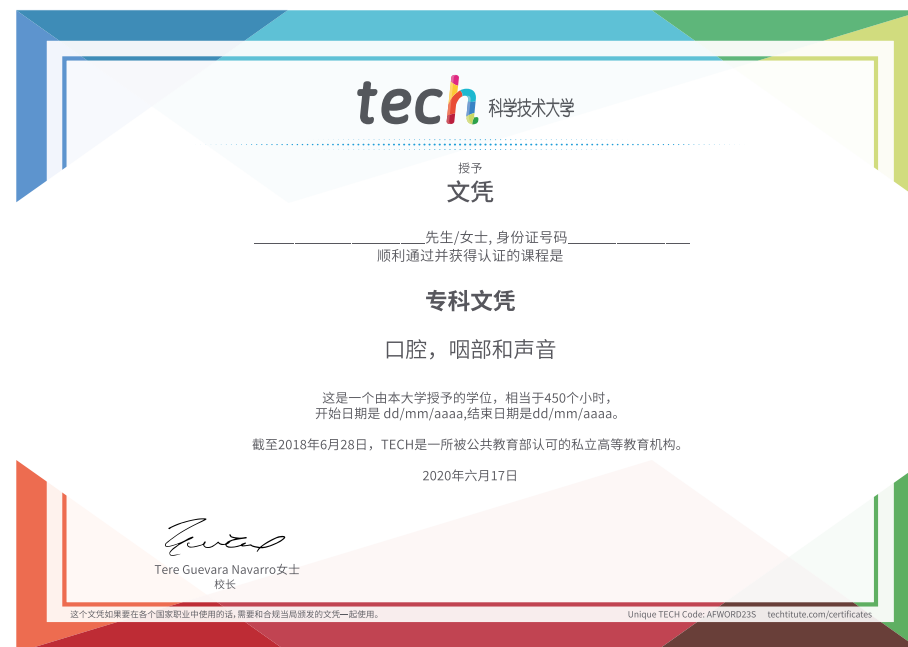 tech 科学技术大学
授予
文凭
________________________先生/女士, 身份证号码_________________
顺利通过并获得认证的课程是
专科文凭
口腔，咽部和声音
这是一个由本大学授予的学位，相当于450个小时，
开始日期是 dd/mm/aaaa,结束日期是dd/mm/aaaa。
截至2018年6月28日，TECH是一所被公共教育部认可的私立高等教育机构。
2020年六月17日
Tere Guevara Navarro女士
校长
这个文凭如果要在各个国家职业中使用的话,需要和合规当局颁发的文凭一起使用。
Unique TECH Code: AFWORD23S techtitute.com/certificates